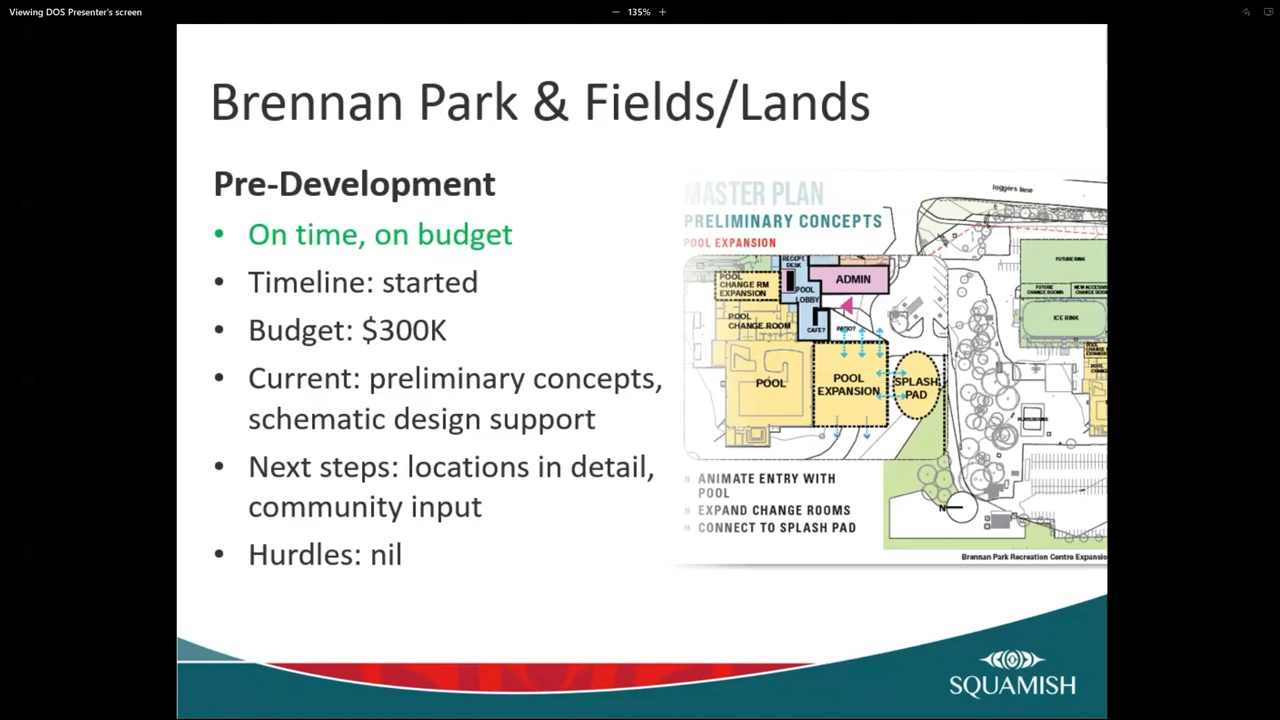 Viewing DOS Presenter's screen
135%
Brennan Park & Fields/Lands
Pre-Development
• On time, on budget
• Timeline: started
• Budget: $300K
• Current: preliminary concepts,
schematic design support
• Next steps: locations in detail,
community input
• Hurdles: nil
MASTER PLAN
PRELIMINARY CONCEPTS
POOL EXPANSION
RECEPT.
DESK
POOL
CHANGE RM
EXPANSION
ADMIN
POOL
LOBBY
POOL
CHANGE ROOM
CAFE?
PATIO?
POOL
POOL
EXPANSION
SPLASH
PAD
» ANIMATE ENTRY WITH
POOL
» EXPAND CHANGE ROOMS
» CONNECT TO SPLASH PAD
loggers lane
FUTURE RINK
FUTURE
CHANGE ROOMS
ICE RINK
PLAYGROUND
N
Brennan Park Recreation Centre Expansio
SQUAMISH